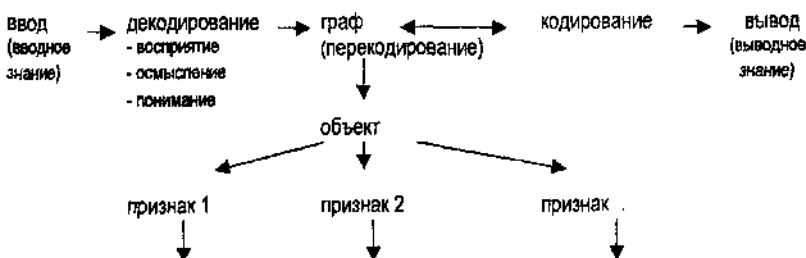 ввод декодирование граф кодирование вывод
(вводное - восприятие (перекодирование) (выводное
знание) - осмысление знание)
- понимание
объект
признак 1 признак 2 признак .